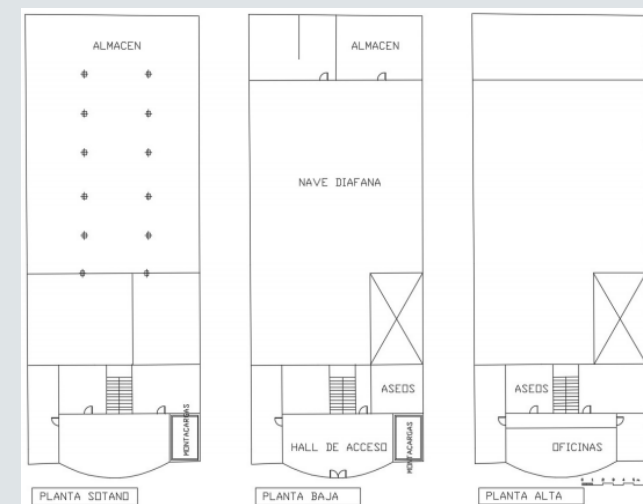 ALMACEN
MONTACARGAS
PLANTA SOTANO
ALMACEN
NAVE DIAFANA
ASEOS
HALL DE ACCESO
MONTACARGAS
PLANTA BAJA
ASEOS
OFICINAS
PLANTA ALTA